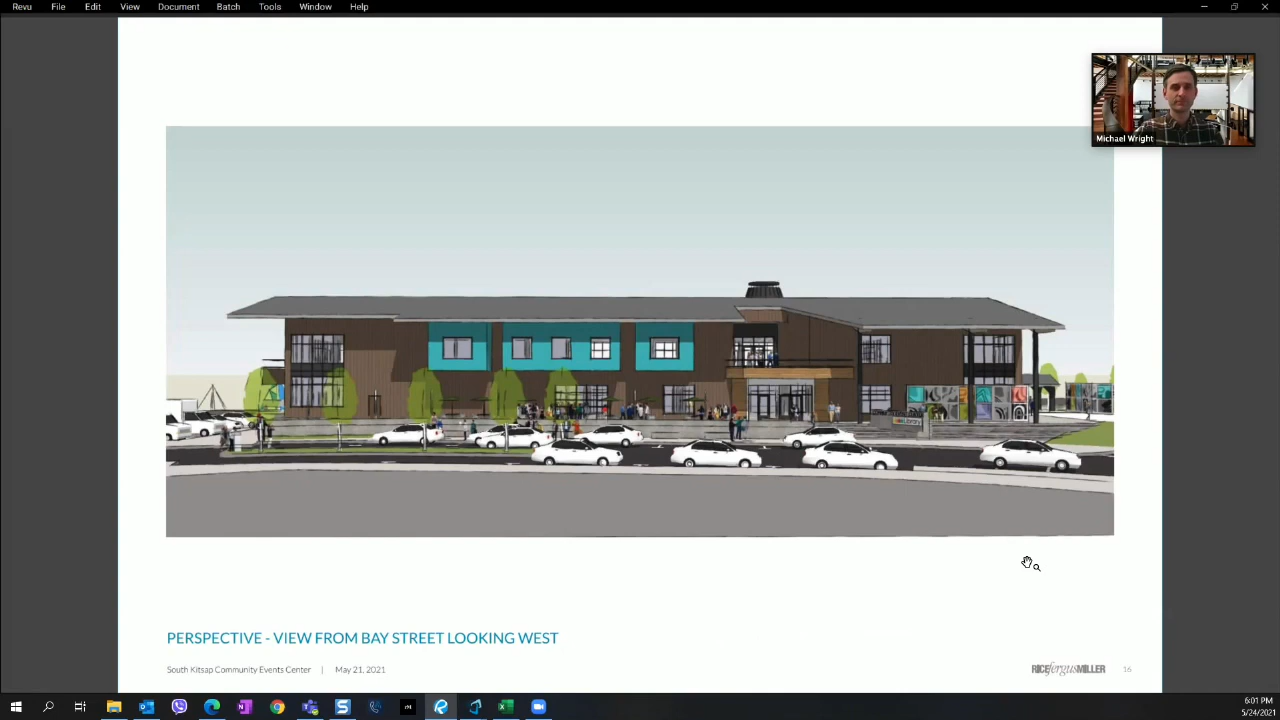 Revu File Edit View Document Batch Tools Window Help
Michael Wright
Library
PERSPECTIVE - VIEW FROM BAY STREET LOOKING WEST
South Kitsap Community Events Center | May 21, 2021
RICEfergusMILLER 16
6:01 PM
5/24/2021